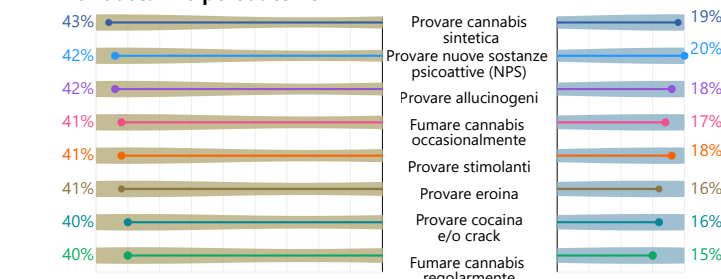 43% Provare cannabis 19%
sintetica
42% Provare nuove sostanze 20%
psicoattive (NPS)
42% Provare allucinogeni 18%
41% Fumare cannabis 17%
occasionalmente
41% Provare stimolanti 18%
41% Provare eroina 16%
40% Provare cocaina 16%
e/o crack
40% Fumare cannabis 15%
regolarmente